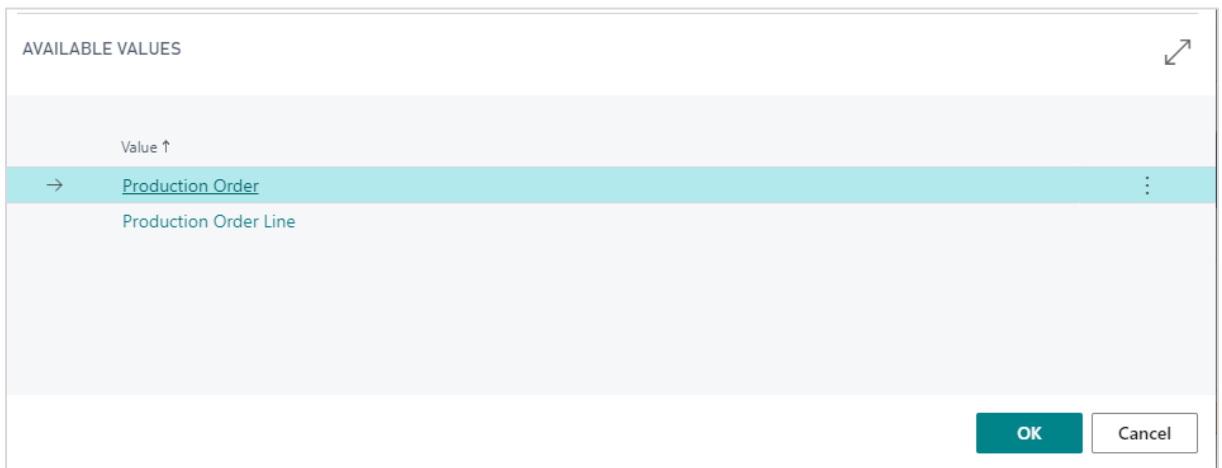 AVAILABLE VALUES
Value ↑
→ Production Order
Production Order Line
OK Cancel